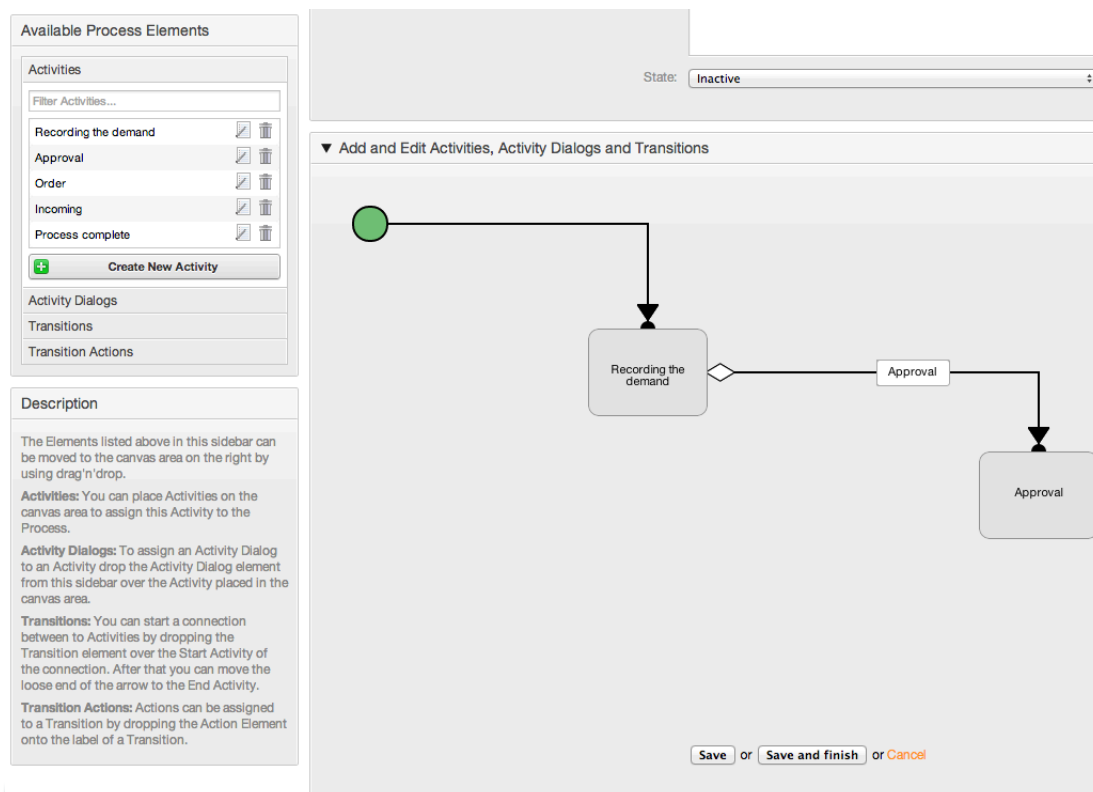 Available Process Elements
Activities
Filter Activities...
Recording the demand
Approval
Order
Incoming
Process complete
Create New Activity
Activity Dialogs
Transitions
Transition Actions
Description
The Elements listed above in this sidebar can
be moved to the canvas area on the right by
using drag'n'drop.
Activities: You can place Activities on the
canvas area to assign this Activity to the
Process.
Activity Dialogs: To assign an Activity Dialog
to an Activity drop the Activity Dialog element
from this sidebar over the Activity placed in the
canvas area.
Transitions: You can start a connection
between to Activities by dropping the
Transition element over the Start Activity of
the connection. After that you can move the
loose end of the arrow to the End Activity.
Transition Actions: Actions can be assigned
to a Transition by dropping the Action Element
onto the label of a Transition.
State: Inactive
Add and Edit Activities, Activity Dialogs and Transitions
Recording the
demand
Approval
Approval
Save or Save and finish or Cancel